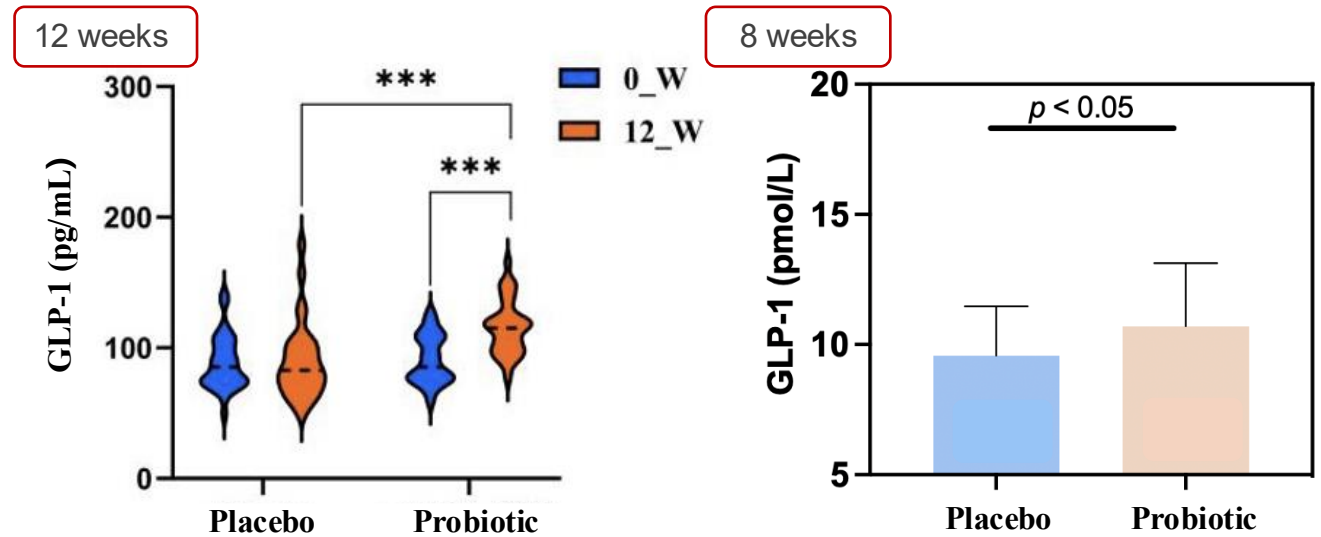 12 weeks
300
200
100
0
GLP-1 (pg/mL)
***
***
0_W
12_W
Placebo
Probiotic
8 weeks
20
15
10
5
GLP-1 (pmol/L)
p < 0.05
Placebo
Probiotic